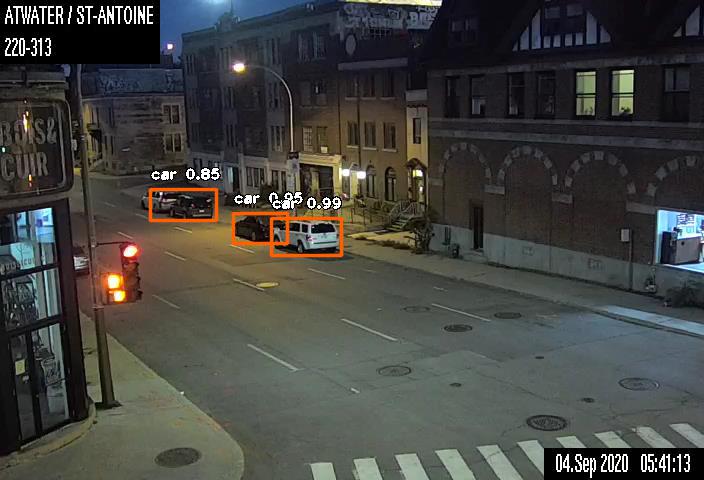 ATWATER / ST-ANTOINE
220-313
CUIR
car 0.85
car 0.95
car 0.99
04.Sep 2020 05:41:13